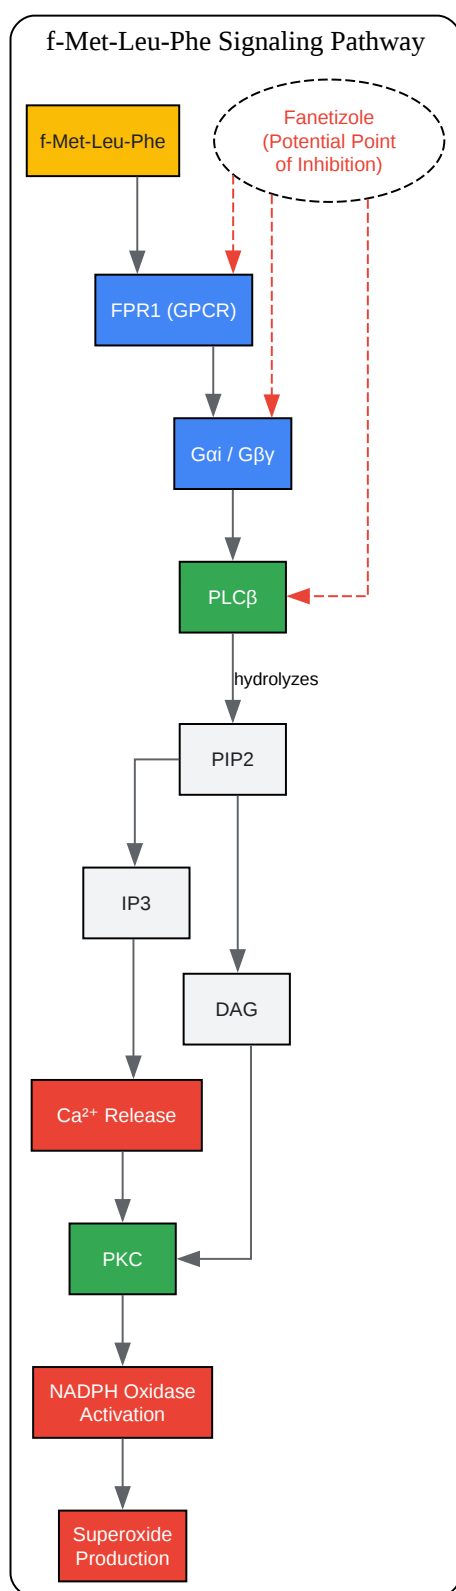 f-Met-Leu-Phe Signaling Pathway
f-Met-Leu-Phe
Fanetizole
(Potential Point
of Inhibition)
FPR1 (GPCR)
Gαi / Gβγ
PLCβ
hydrolyzes
PIP2
IP3
DAG
Ca²⁺ Release
PKC
NADPH Oxidase
Activation
Superoxide
Production